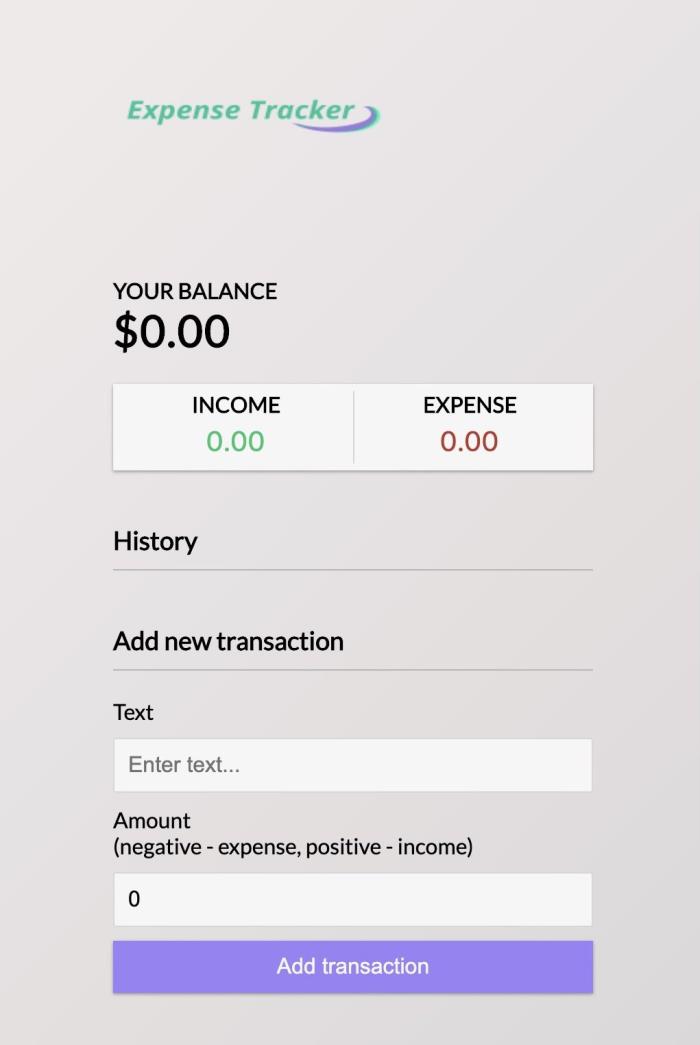 Expense Tracker
YOUR BALANCE
$0.00
INCOME
EXPENSE
0.00
0.00
History
Add new transaction
Text
Enter text...
Amount
(negative - expense, positive - income)
0
Add transaction